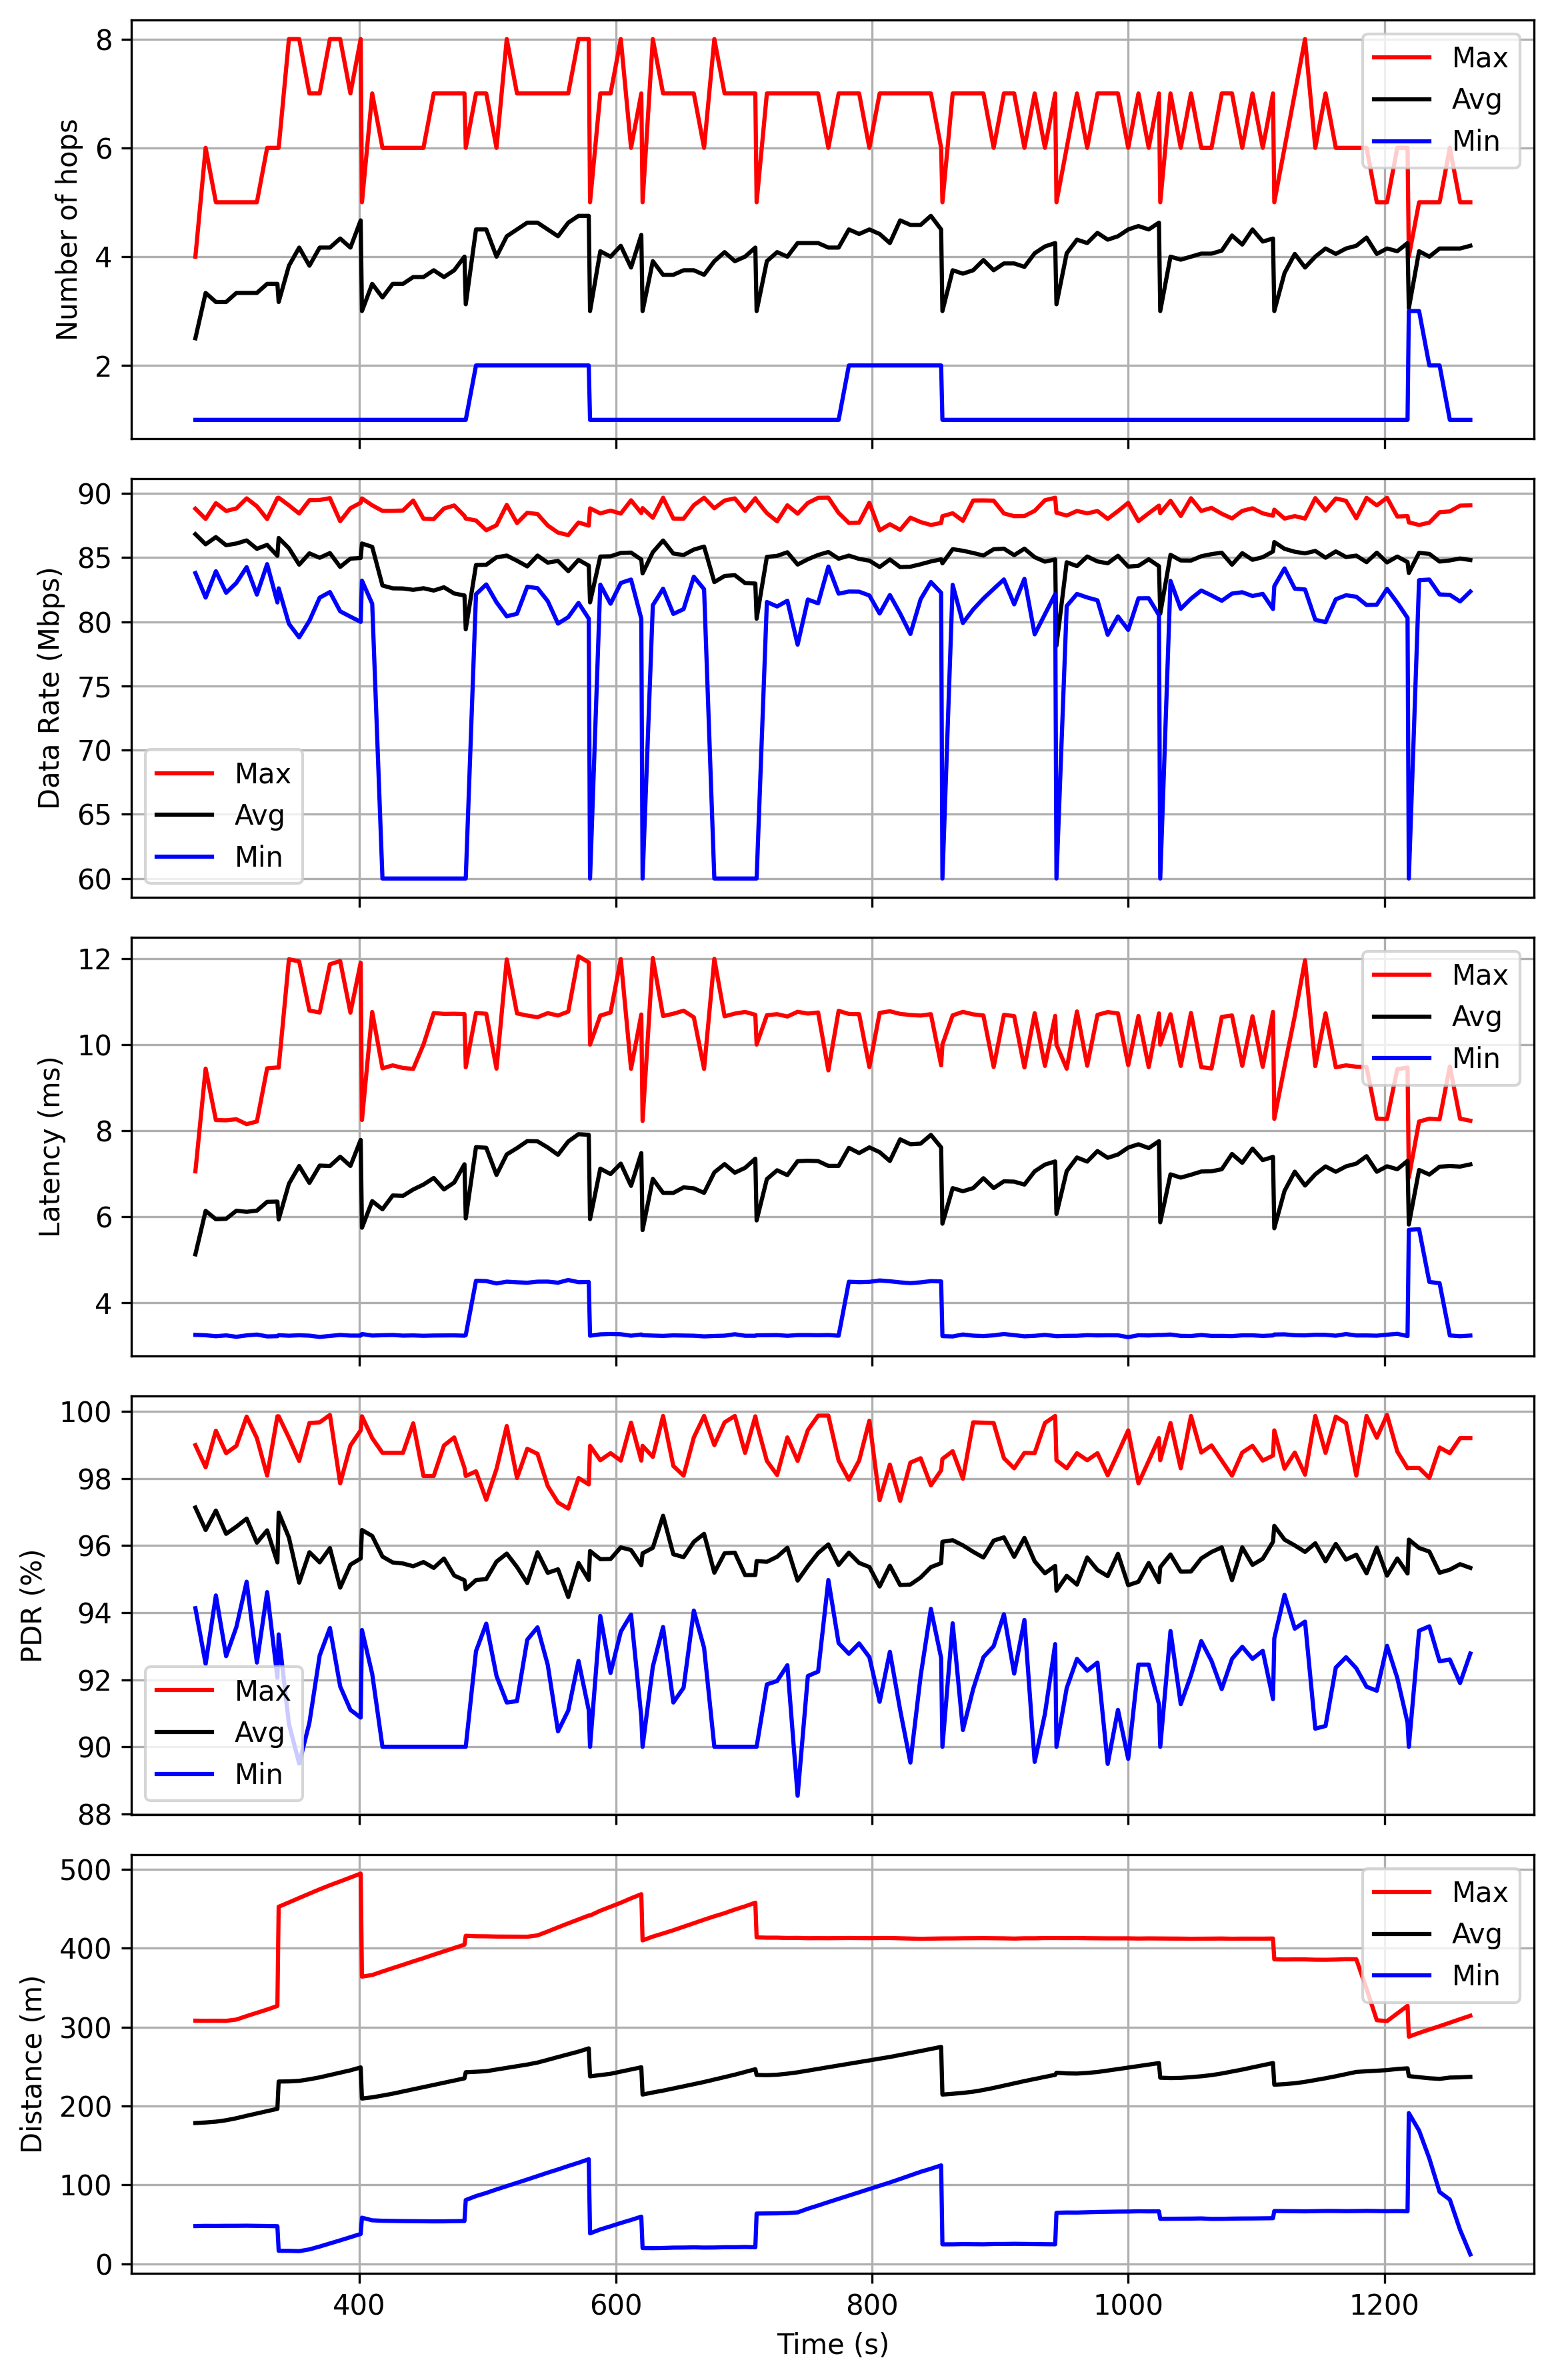 Number of hops
8
6
4
2
Max
Avg
Min
Data Rate (Mbps)
90
85
80
75
70
65
60
Max
Avg
Min
Latency (ms)
12
10
8
6
4
Max
Avg
Min
PDR (%)
100
98
96
94
92
90
88
Max
Avg
Min
Distance (m)
500
400
300
200
100
0
Max
Avg
Min
400 600 800 1000 1200
Time (s)